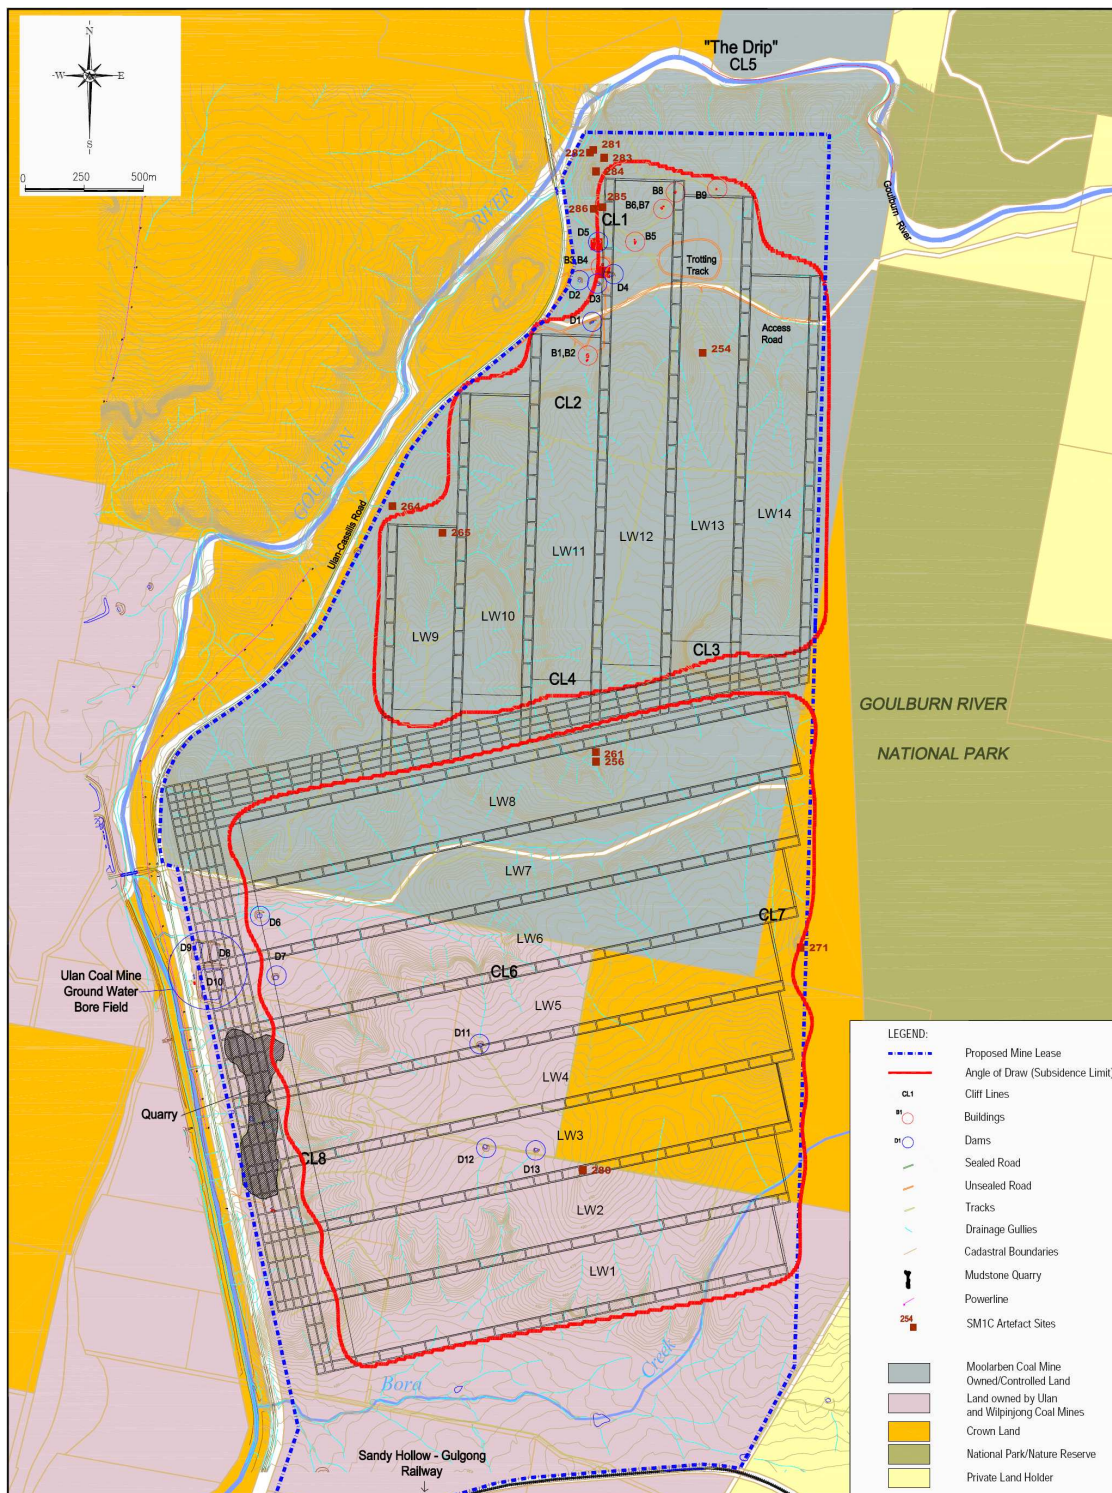 N
W
E
S
0 250 500m
"The Drip"
CL5
RIVER
GOULBURN
Goulburn River
Ulan-Cassilis Road
281
282
283
284
285
286
CL1
B8
B9
B6,B7
B5
D5
B3,B4
D4
D2
D3
D1
B1,B2
Trotting
Track
Access
Road
254
CL2
264
265
LW14
LW13
LW12
LW11
LW10
LW9
CL3
CL4
GOULBURN RIVER
NATIONAL PARK
261
256
LW8
LW7
LW6
CL7
271
D6
D9
D8
D7
D10
CL6
Ulan Coal Mine
Ground Water
Bore Field
LW5
D11
LW4
Quarry
LW3
D12
D13
CL8
280
LW2
LW1
Bora
Creek
Sandy Hollow - Gulgong
Railway
LEGEND:
Proposed Mine Lease
Angle of Draw (Subsidence Limit)
CL1 Cliff Lines
B1 Buildings
D1 Dams
Sealed Road
Unsealed Road
Tracks
Drainage Gullies
Cadastral Boundaries
Mudstone Quarry
Powerline
254 SM1C Artefact Sites
Moolarben Coal Mine
Owned/Controlled Land
Land owned by Ulan
and Wilpinjong Coal Mines
Crown Land
National Park/Nature Reserve
Private Land Holder